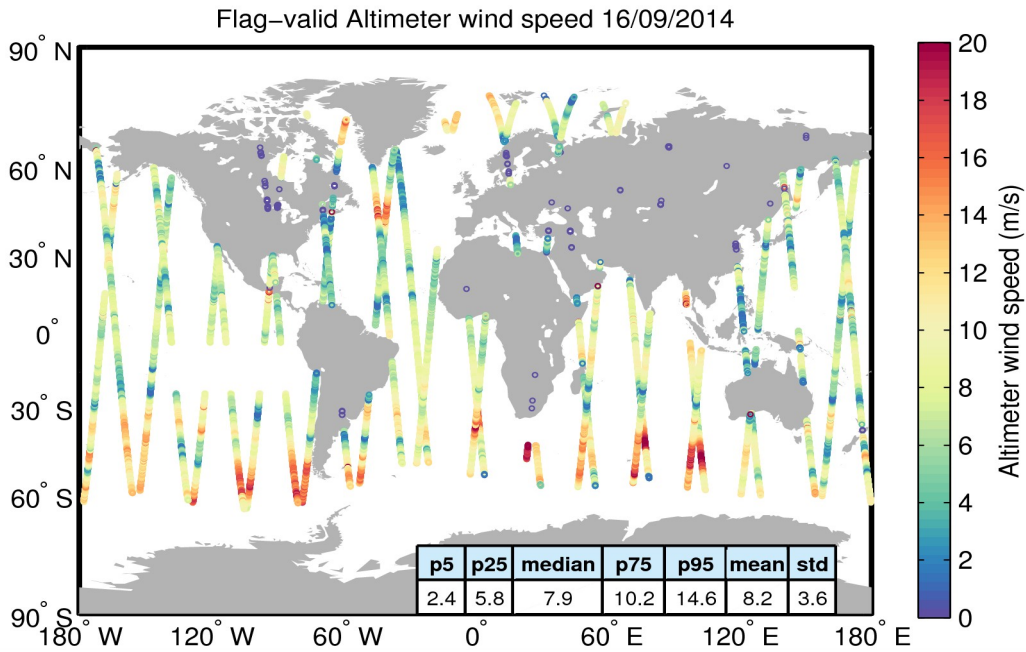 Flag−valid Altimeter wind speed 16/09/2014
90° N
60° N
30° N
0°
30° S
60° S
90° S
180° W
120° W
60° W
0°
60° E
120° E
180° E
p5 p25 median p75 p95 mean std
2.4 5.8 7.9 10.2 14.6 8.2 3.6
20
18
16
14
12
10
8
6
4
2
0
Altimeter wind speed (m/s)